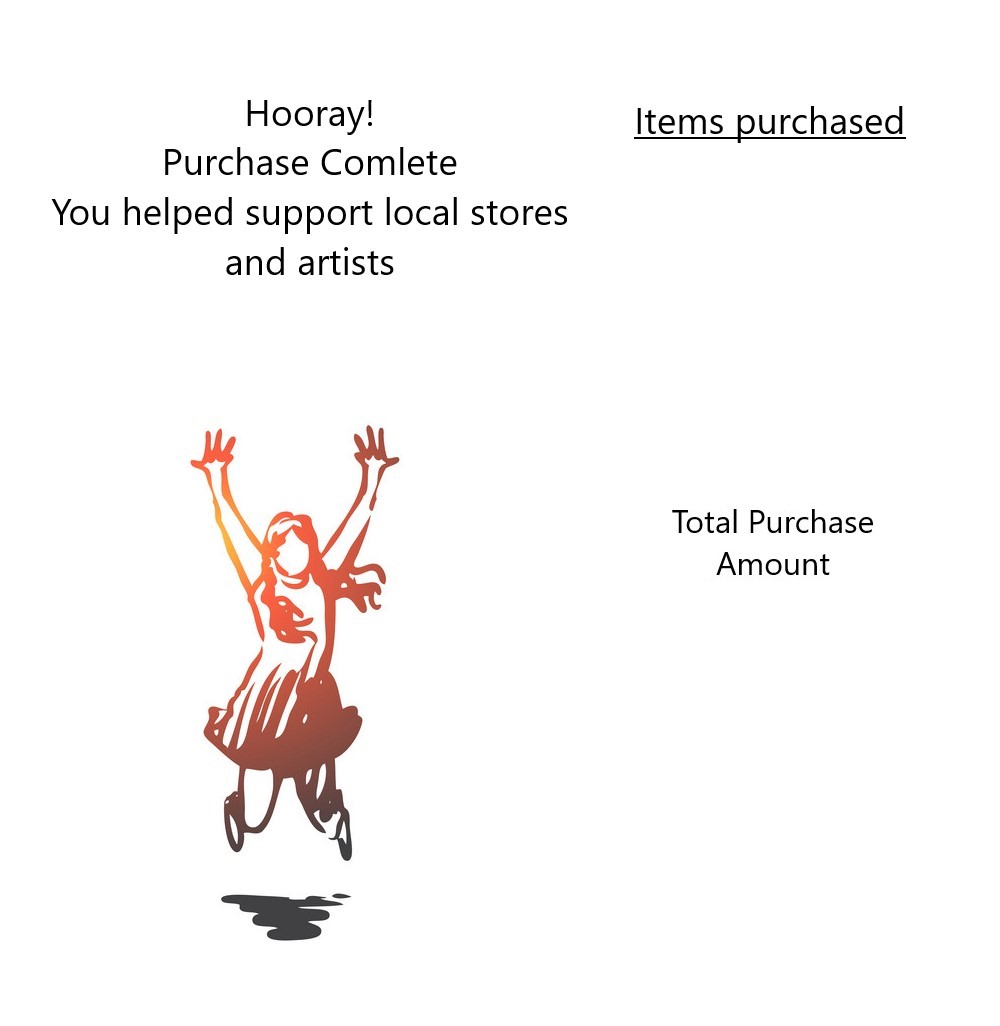 Hooray!
Purchase Comlete
You helped support local stores
and artists
Items purchased
Total Purchase
Amount